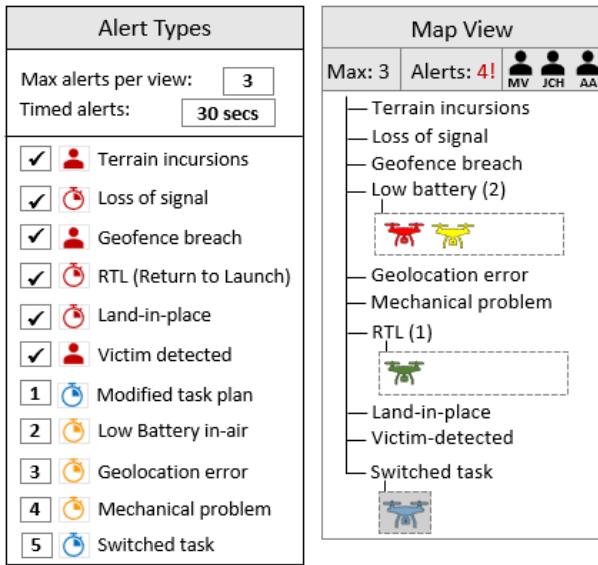 Alert Types
Max alerts per view: 3
Timed alerts: 30 secs
✓ Terrain incursions
✓ Loss of signal
✓ Geofence breach
✓ RTL (Return to Launch)
✓ Land-in-place
✓ Victim detected
1 Modified task plan
2 Low Battery in-air
3 Geolocation error
4 Mechanical problem
5 Switched task
Map View
Max: 3 Alerts: 4! MV JCH AA
Terrain incursions
Loss of signal
Geofence breach
Low battery (2)
Geolocation error
Mechanical problem
RTL (1)
Land-in-place
Victim-detected
Switched task